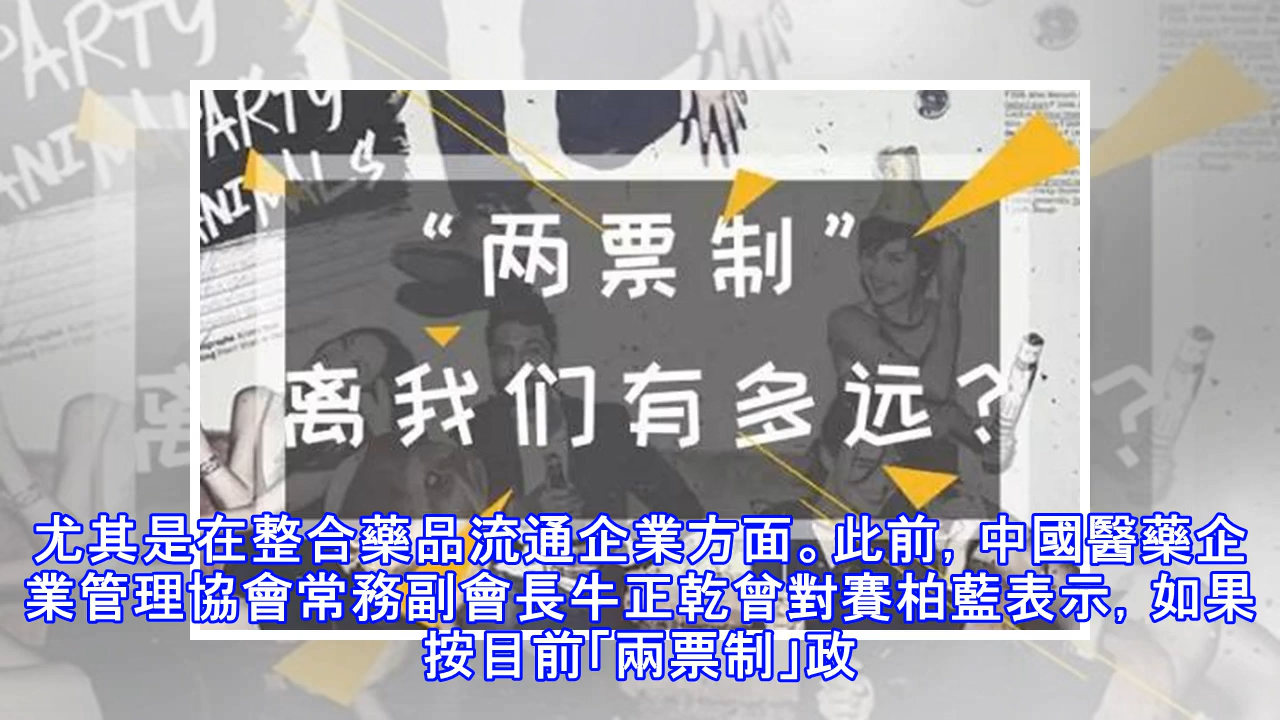 PARTY
ANIMALS
“两票制”
离我们有多远？
尤其是在整合藥品流通企業方面。此前，中國醫藥企
業管理協會常務副會長牛正乾曾對賽柏藍表示，如果
按目前「兩票制」政